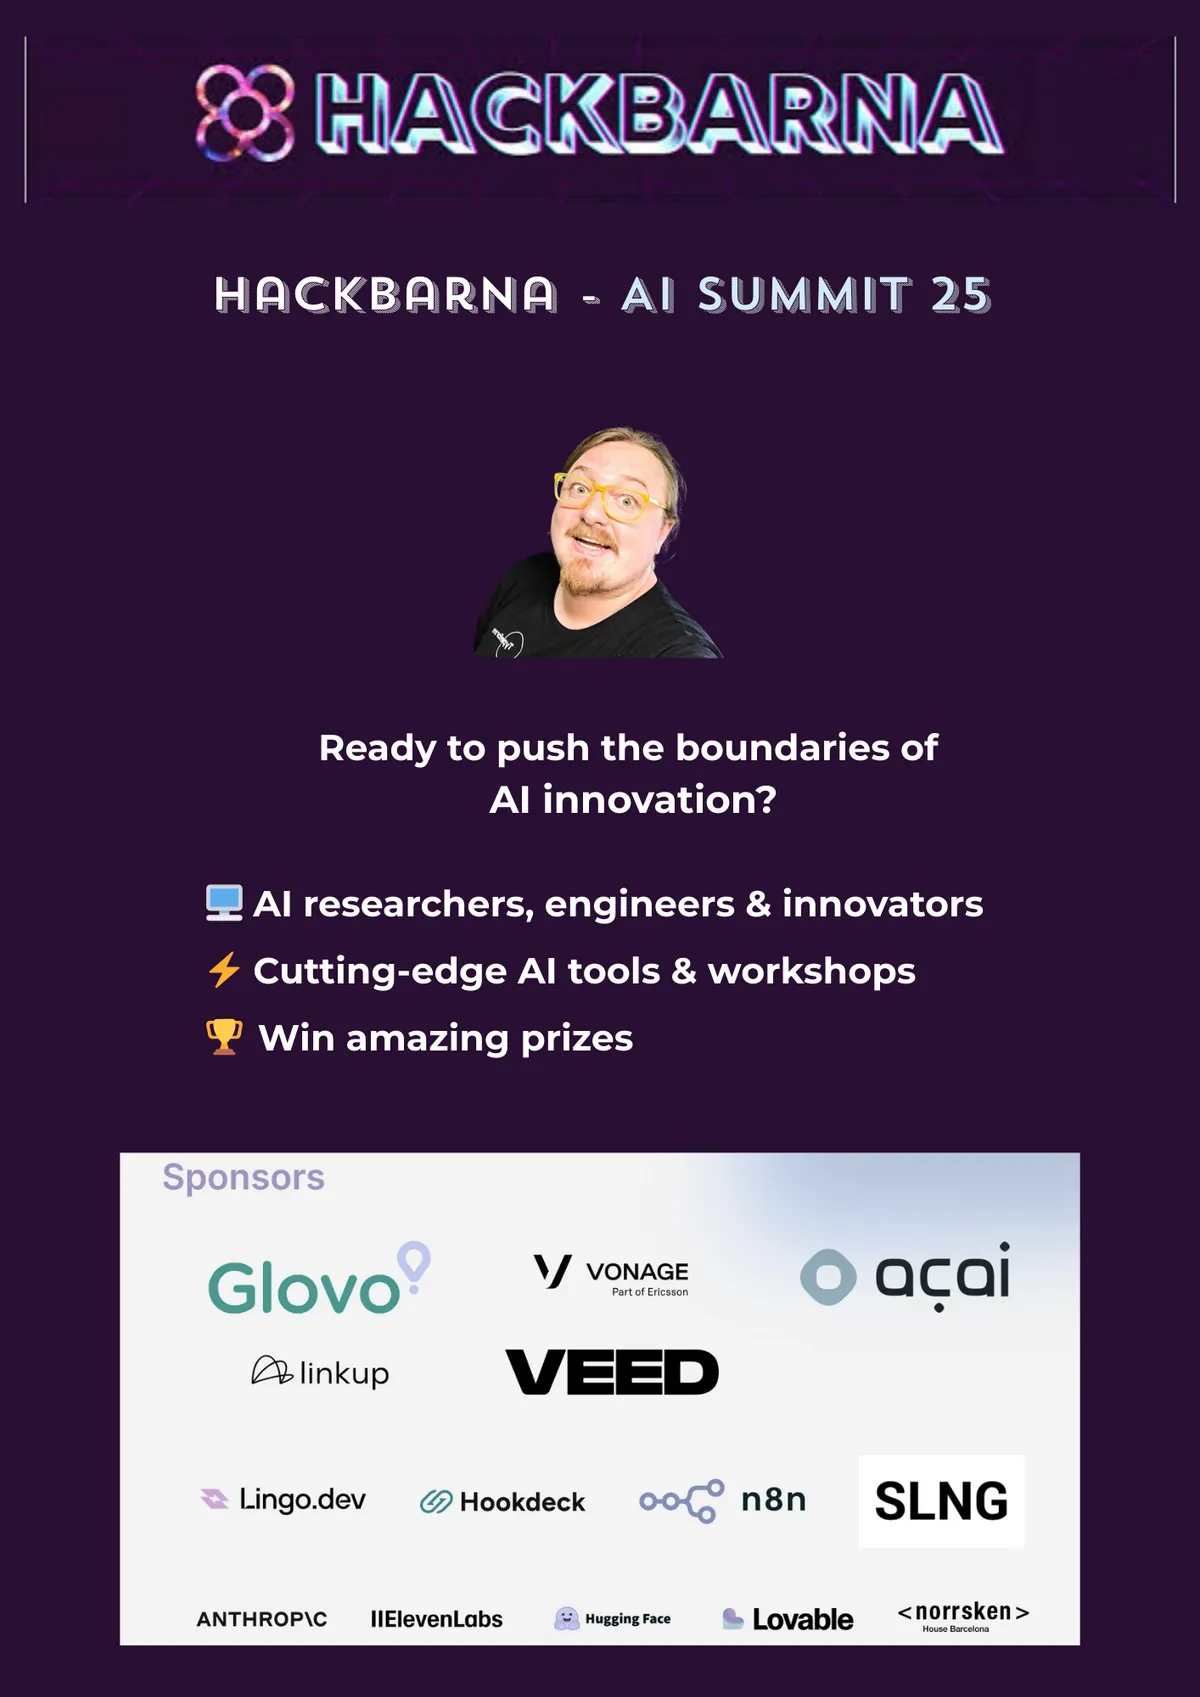 HACKBARNA
HACKBARNA - AI SUMMIT 25
Ready to push the boundaries of
AI innovation?
AI researchers, engineers & innovators
Cutting-edge AI tools & workshops
Win amazing prizes
Sponsors
Glovo
VONAGE
Part of Ericsson
açai
linkup
VEED
Lingo.dev
Hookdeck
n8n
SLNG
ANTHROP\C
IIElevenLabs
Hugging Face
Lovable
<norrsken>
House Barcelona